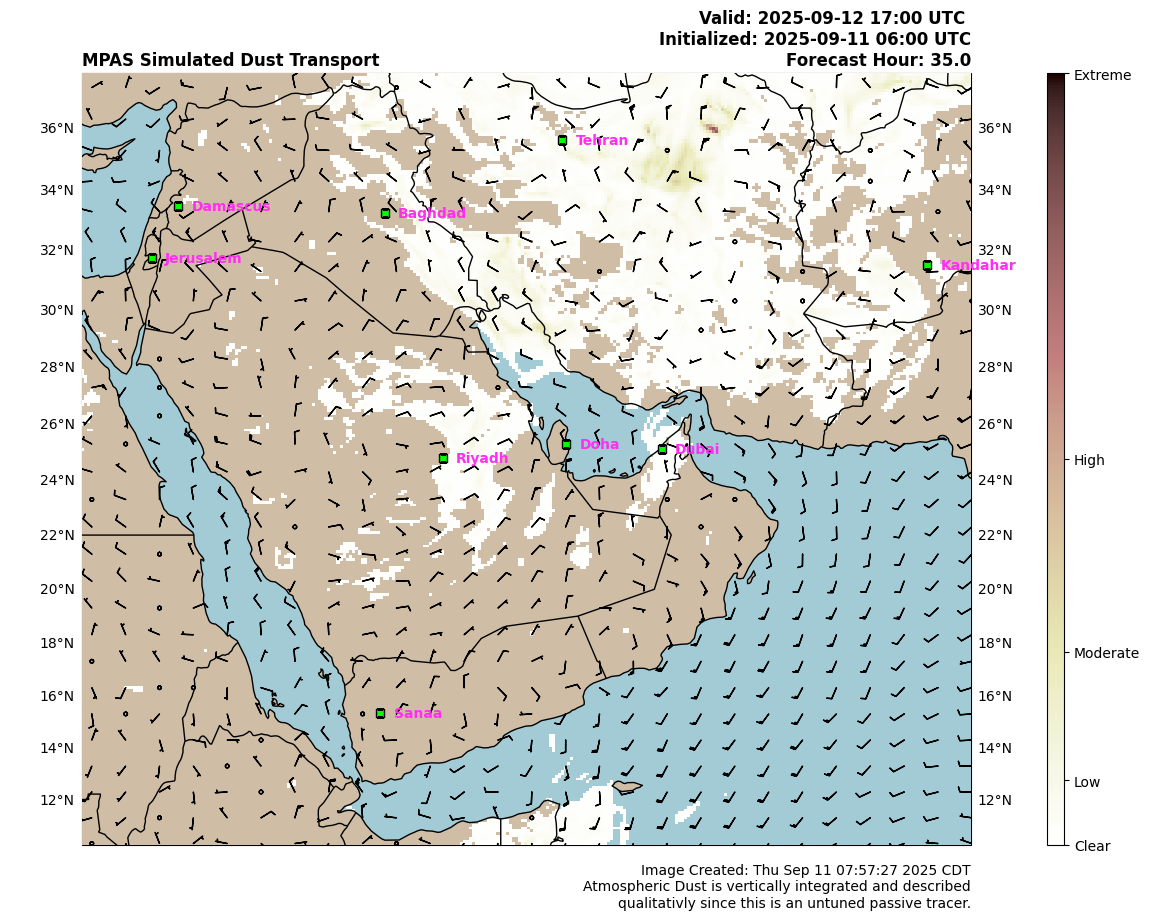 Valid: 2025-09-12 17:00 UTC
Initialized: 2025-09-11 06:00 UTC
MPAS Simulated Dust Transport
Forecast Hour: 35.0
Extreme
36°N
36°N
Tehran
34°N
34°N
Damascus
Baghdad
32°N
32°N
Jerusalem
Kandahar
30°N
30°N
28°N
28°N
26°N
26°N
Doha
Dubai
Riyadh
High
24°N
24°N
22°N
22°N
20°N
20°N
18°N
18°N
Moderate
16°N
16°N
Sanaa
14°N
14°N
Low
12°N
12°N
Clear
Image Created: Thu Sep 11 07:57:27 2025 CDT
Atmospheric Dust is vertically integrated and described
qualitativly since this is an untuned passive tracer.